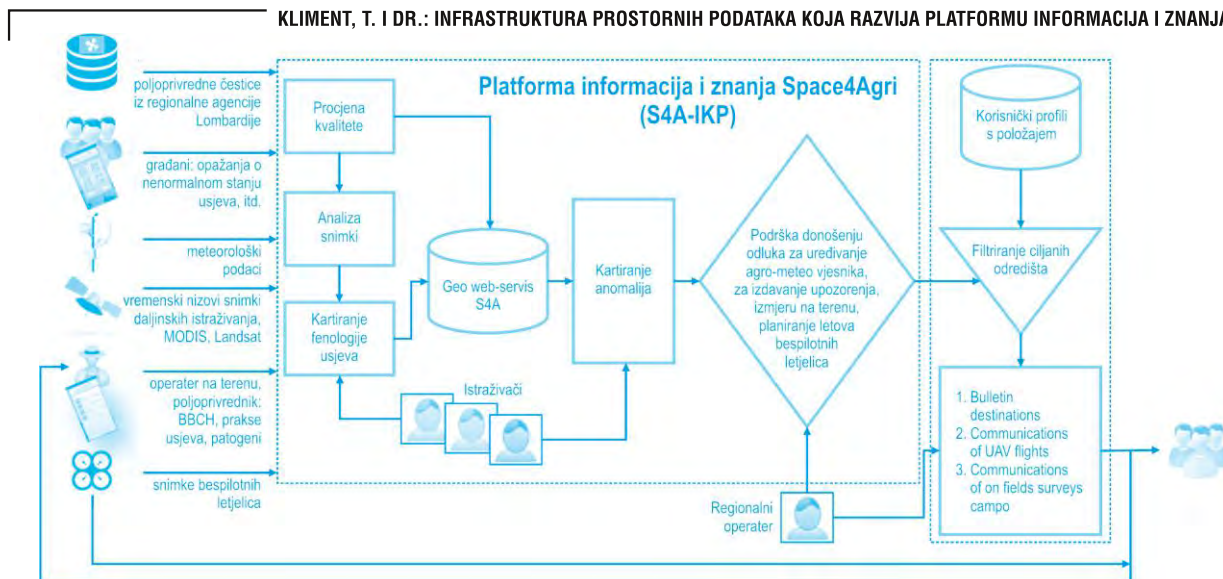 KLIMENT, T. I DR.: INFRASTRUKTURA PROSTORNIH PODATAKA KOJA RAZVIJA PLATFORMU INFORMACIJA I ZNANJA
poljoprivredne čestice
iz regionalne agencije
Lombardije
građani: opažanja o
nenormalnom stanju
usjeva, itd.
meteorološki
podaci
vremenski nizovi snimki
daljinskih istraživanja,
MODIS, Landsat
operater na terenu,
poljoprivrednik:
BBCH, prakse
usjeva, patogeni
snimke bespilotnih
letjelica
Platforma informacija i znanja Space4Agri
(S4A-IKP)
Procjena
kvalitete
Analiza
snimki
Kartiranje
fenologije
usjeva
Geo web-servis
S4A
Istraživači
Kartiranje
anomalija
Podrška donošenju
odluka za uređivanje
agro-meteo vjesnika,
za izdavanje upozorenja,
izmjeru na terenu,
planiranje letova
bespilotnih
letjelica
Regionalni
operater
Korisnički profili
s položajem
Filtriranje ciljanih
odredišta
1. Bulletin
destinations
2. Communications
of UAV flights
3. Communications
of on fields surveys
campo